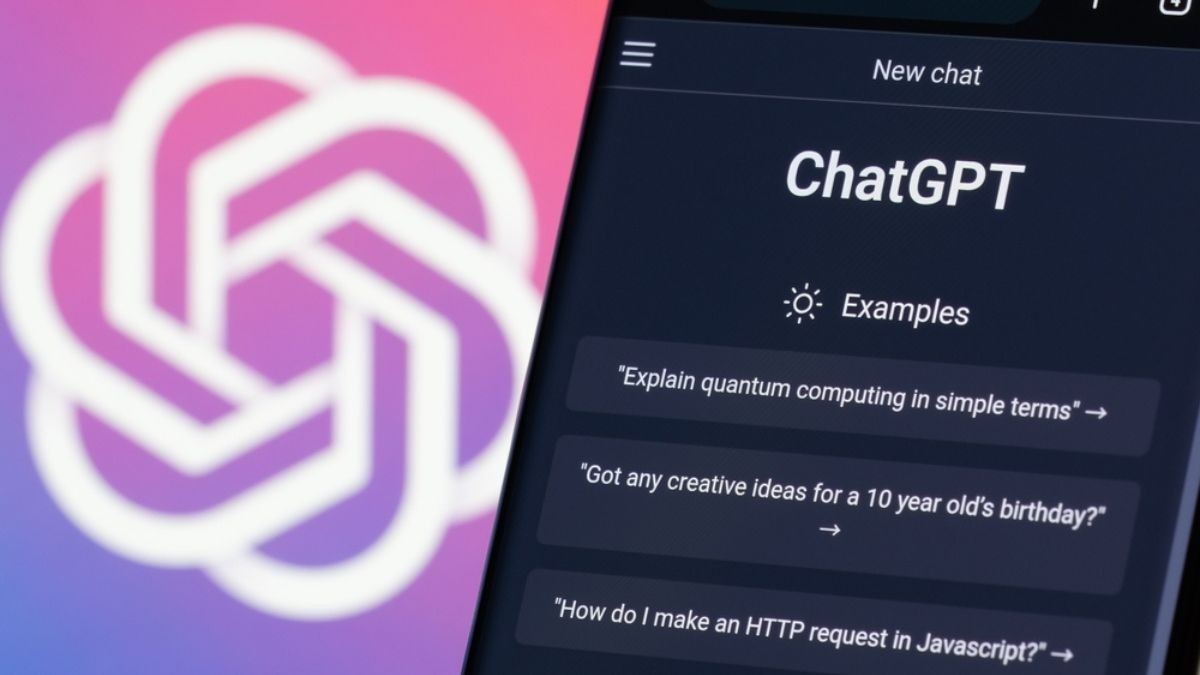 New chat
ChatGPT
Examples
"Explain quantum computing in simple terms" →
"Got any creative ideas for a 10 year old’s birthday?"
→
"How do I make an HTTP request in Javascript?" →